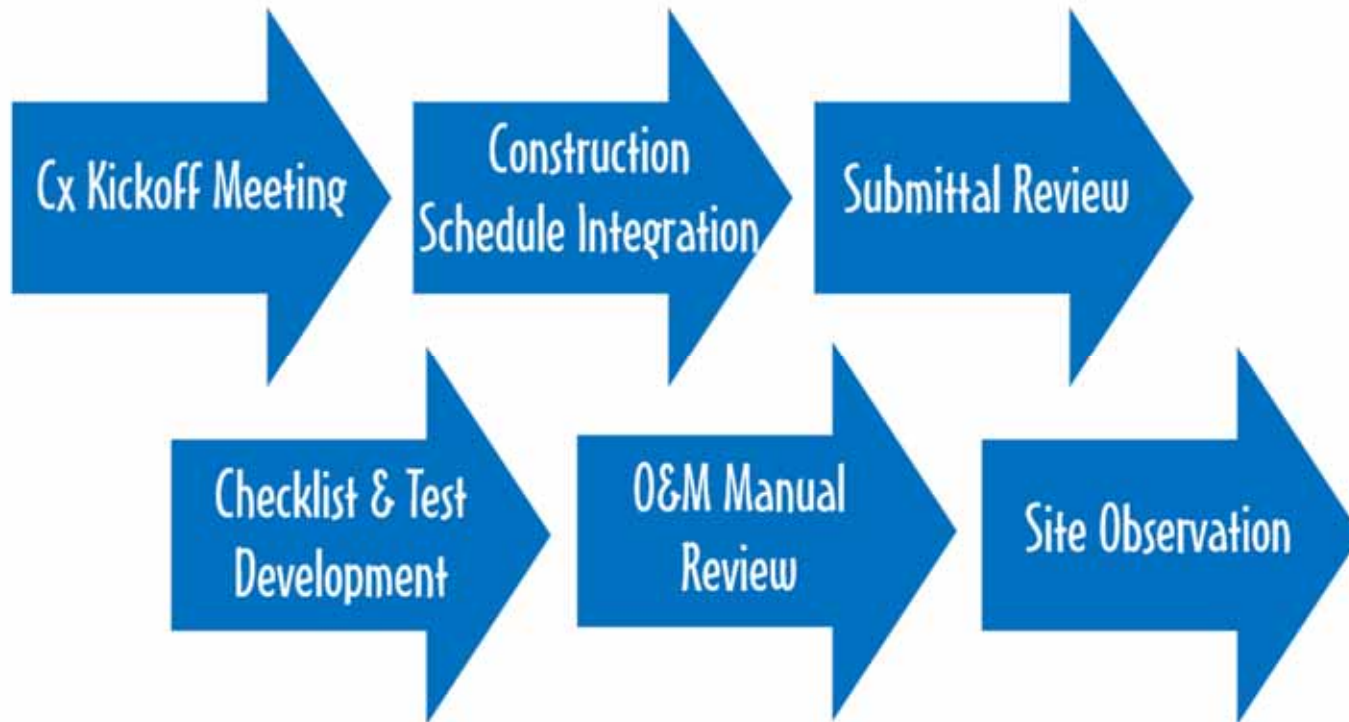 Cx Kickoff Meeting
Construction
Schedule Integration
Submittal Review
Checklist & Test
Development
O&M Manual
Review
Site Observation